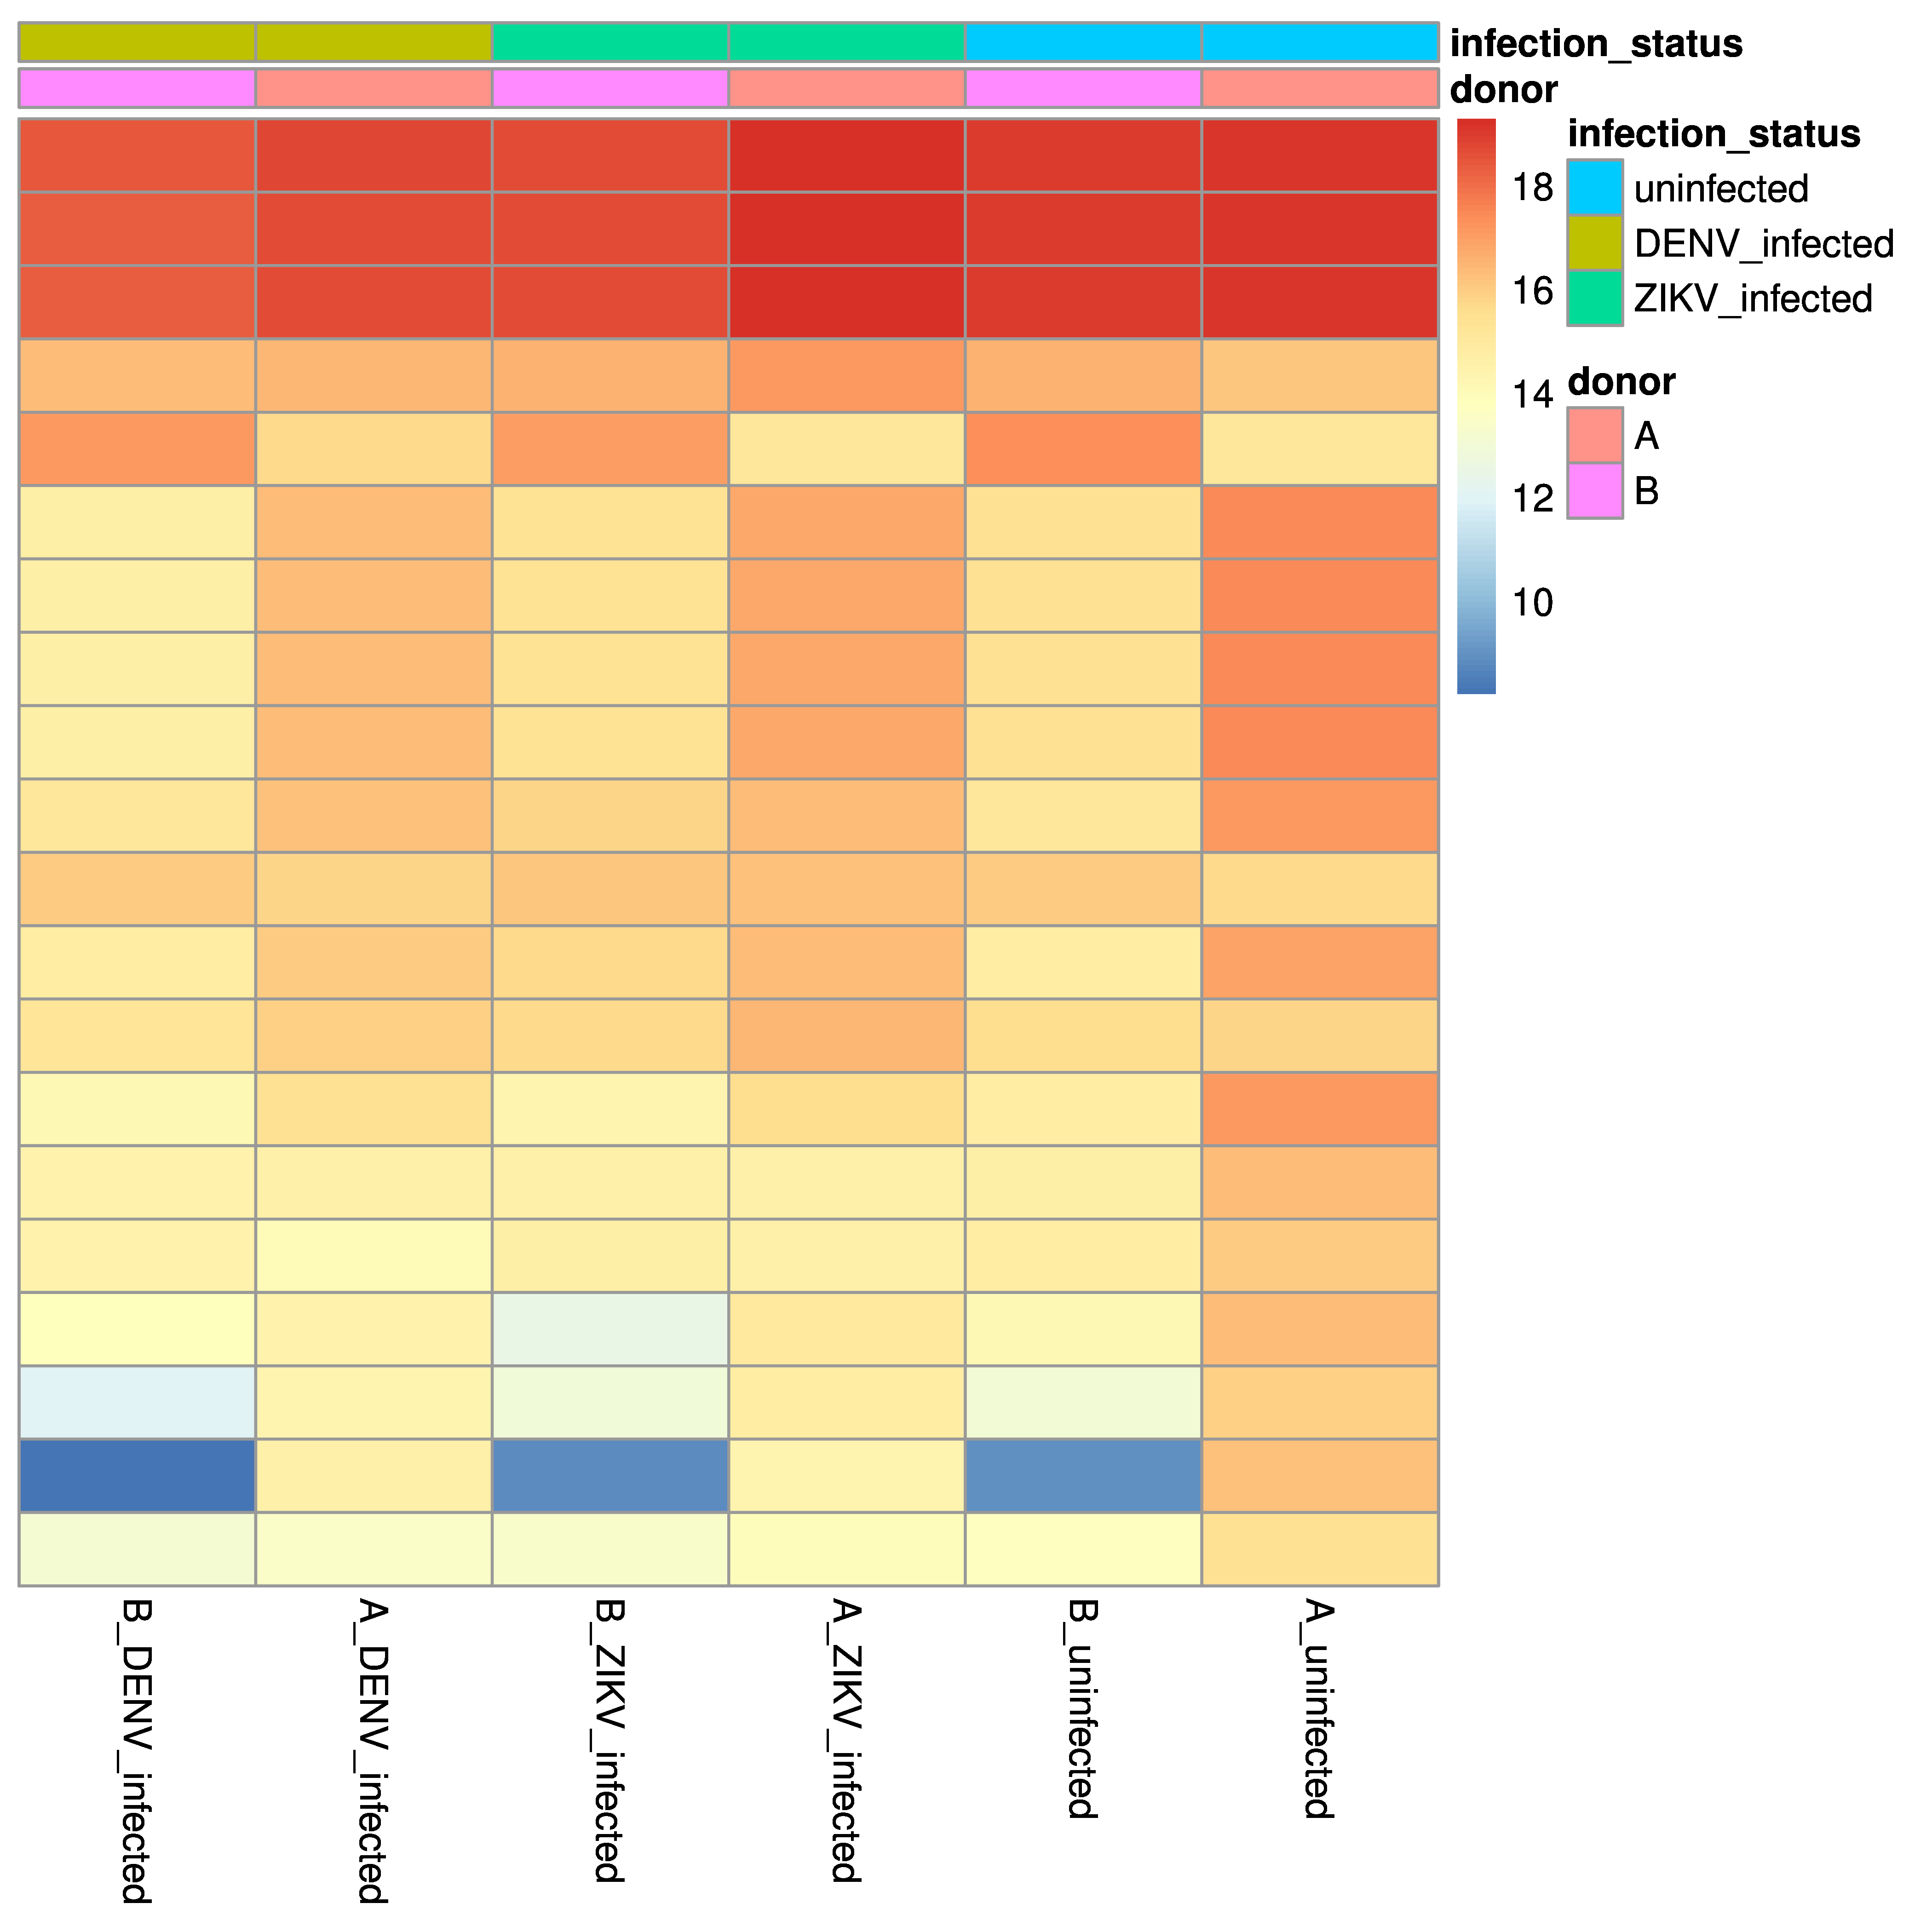 infection_status
donor
18
16
14
12
10
infection_status
uninfected
DENV_infected
ZIKV_infected
donor
A
B
B_DENV_infected
A_DENV_infected
B_ZIKV_infected
A_ZIKV_infected
B_uninfected
A_uninfected